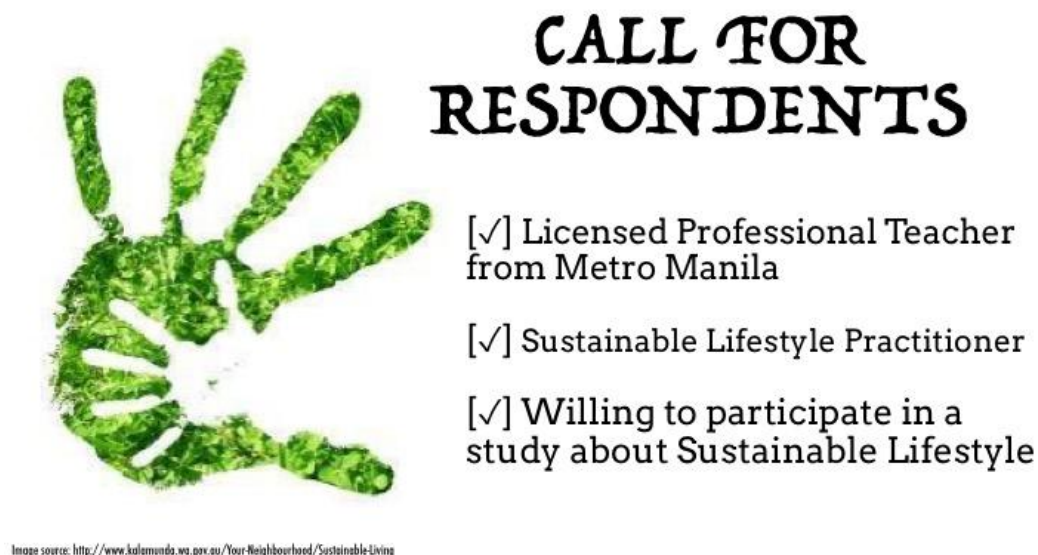 CALL FOR
RESPONDENTS
[✓] Licensed Professional Teacher
from Metro Manila
[✓] Sustainable Lifestyle Practitioner
[✓] Willing to participate in a
study about Sustainable Lifestyle
Image source: http://www.kalamunda.wa.gov.au/Your-Neighbourhood/Sustainable-Living